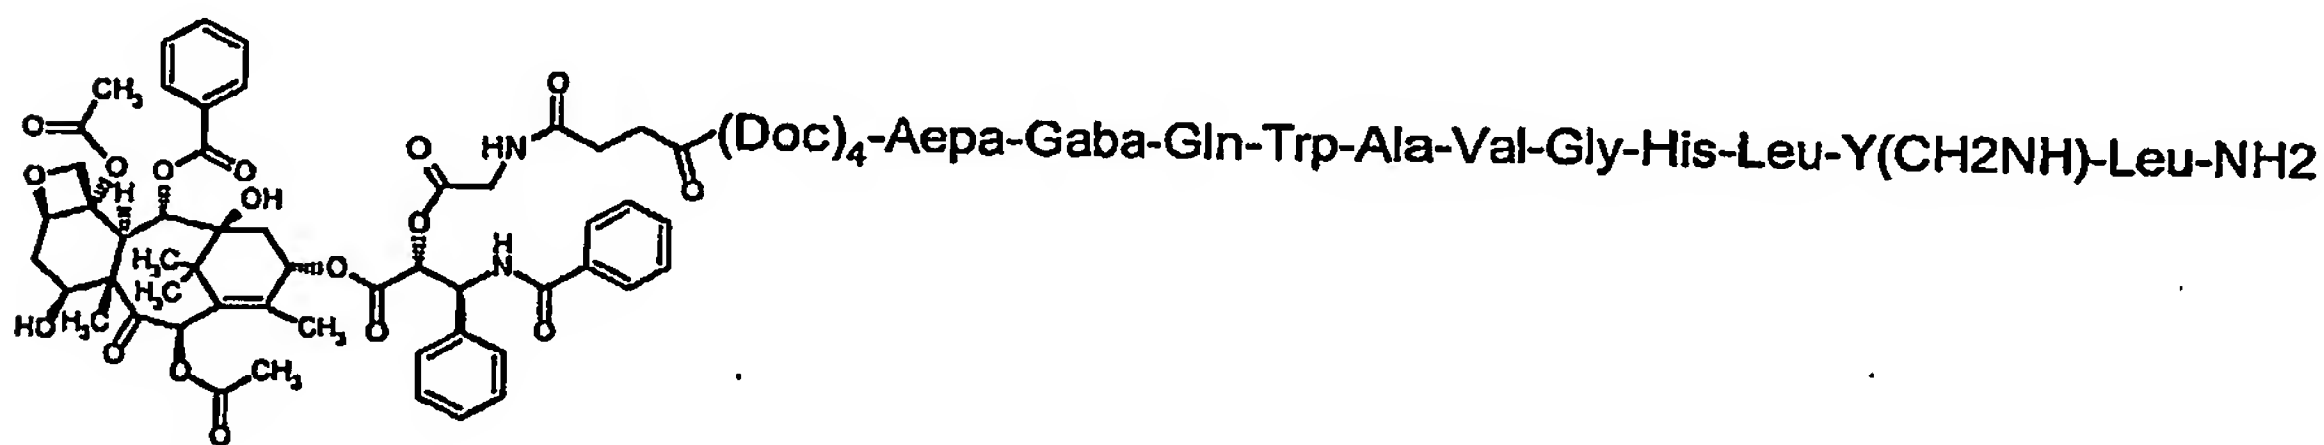 O
CH₃
O
(Doc)₄-Aepa-Gaba-Gln-Trp-Ala-Val-Gly-His-Leu-Y(CH2NH)-Leu-NH2
O
HN
O
O
O
O
O
O
H
OH
O
H
N
H₃C
O
H₃C
HO
H₃C
CH₃
O
O
O
O
CH₃
O